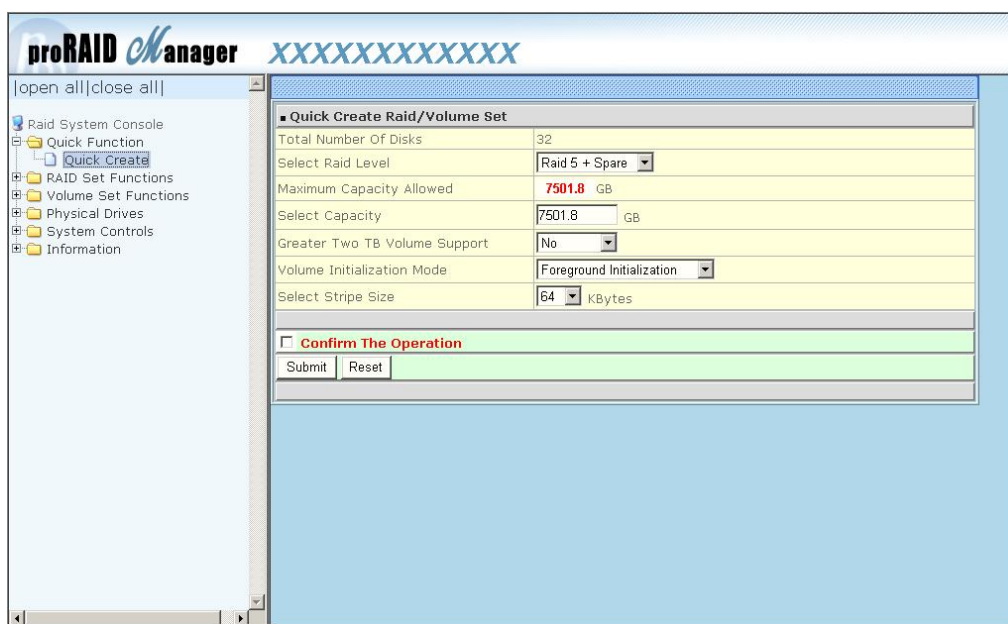 proRAID Manager XXXXXXXXXXXX
|open all|close all|
Raid System Console
Quick Function
Quick Create
RAID Set Functions
Volume Set Functions
Physical Drives
System Controls
Information
Quick Create Raid/Volume Set
Total Number Of Disks 32
Select Raid Level Raid 5 + Spare
Maximum Capacity Allowed 7501.8 GB
Select Capacity 7501.8 GB
Greater Two TB Volume Support No
Volume Initialization Mode Foreground Initialization
Select Stripe Size 64 KBytes
Confirm The Operation
Submit Reset